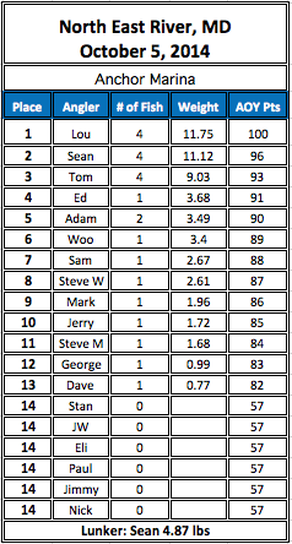 North East River, MD
October 5, 2014
Anchor Marina
Place Angler # of Fish Weight AOY Pts
1 Lou 4 11.75 100
2 Sean 4 11.12 96
3 Tom 4 9.03 93
4 Ed 1 3.68 91
5 Adam 2 3.49 90
6 Woo 1 3.4 89
7 Sam 1 2.67 88
8 Steve W 1 2.61 87
9 Mark 1 1.96 86
10 Jerry 1 1.72 85
11 Steve M 1 1.68 84
12 George 1 0.99 83
13 Dave 1 0.77 82
14 Stan 0 57
14 JW 0 57
14 Eli 0 57
14 Paul 0 57
14 Jimmy 0 57
14 Nick 0 57
Lunker: Sean 4.87 lbs